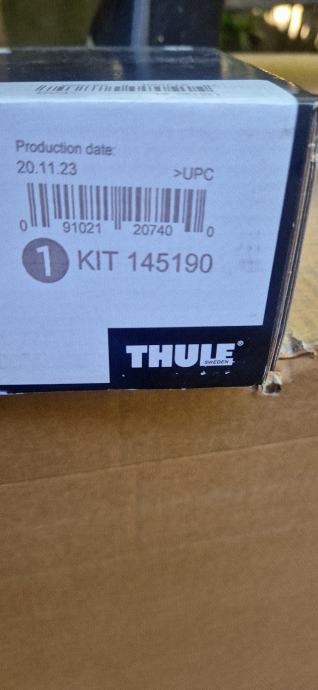 Production date:
20.11.23 >UPC
0 91021 20740 0
1 KIT 145190
THULE®
SWEDEN